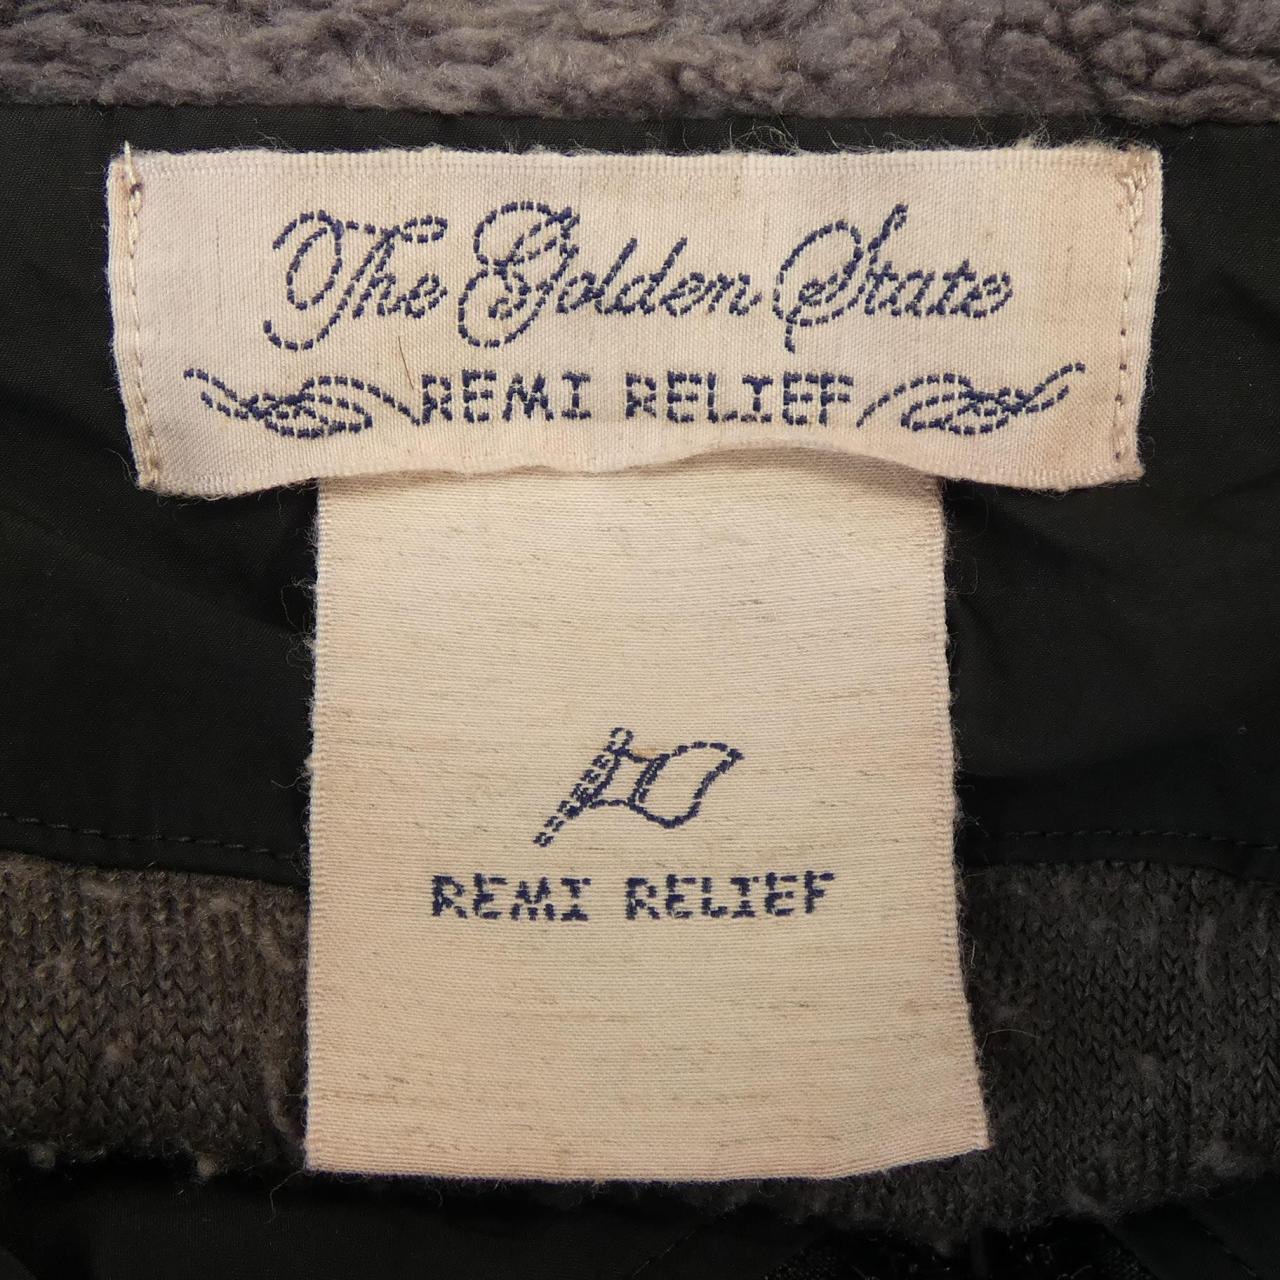 The Golden State
REMI RELIEF
REMI RELIEF